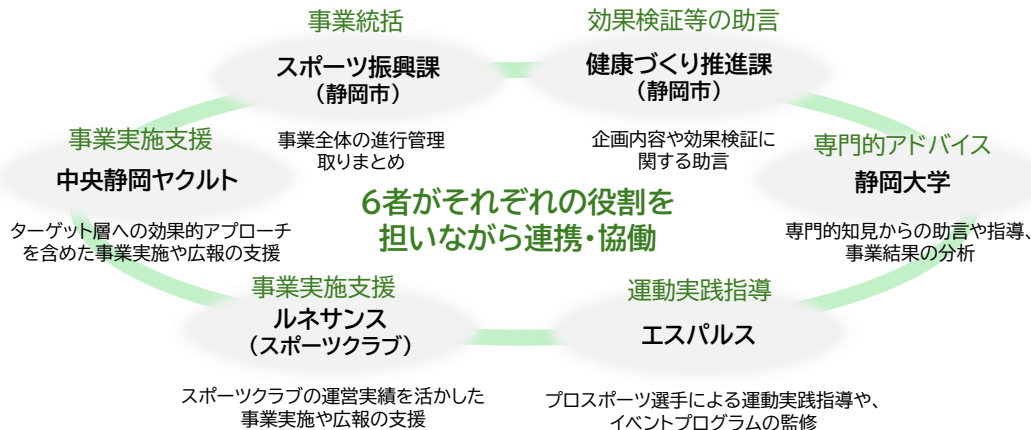 事業統括
スポーツ振興課
（静岡市）
事業全体の進行管理
取りまとめ
効果検証等の助言
健康づくり推進課
（静岡市）
企画内容や効果検証に
関する助言
事業実施支援
中央静岡ヤクルト
ターゲット層への効果的アプローチ
を含めた事業実施や広報の支援
6者がそれぞれの役割を
担いながら連携・協働
専門的アドバイス
静岡大学
専門的知見からの助言や指導、
事業結果の分析
事業実施支援
ルネサンス
（スポーツクラブ）
スポーツクラブの運営実績を活かした
事業実施や広報の支援
運動実践指導
エスパルス
プロスポーツ選手による運動実践指導や、
イベントプログラムの監修